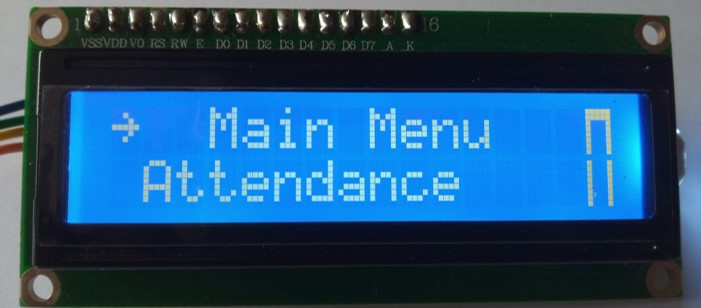 1 16
VSS VDD V0 RS RW E D0 D1 D2 D3 D4 D5 D6 D7 A K
→ Main Menu
Attendance